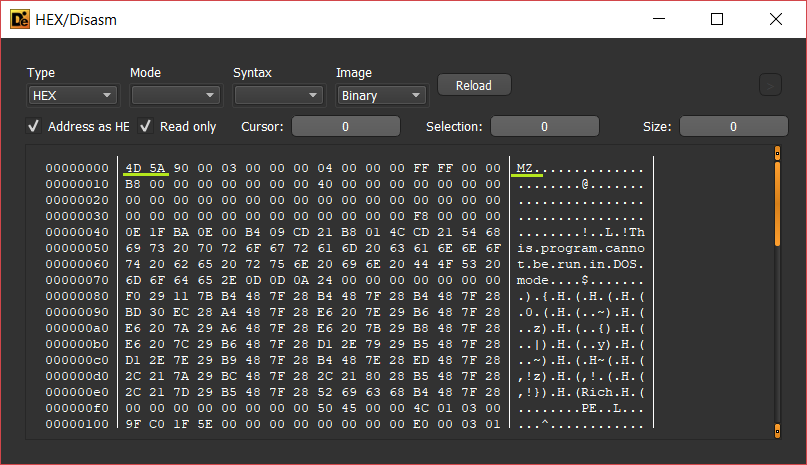 HEX/Disasm
Type Mode Syntax Image
HEX Binary Reload >
Address as HE Read only Cursor: 0 Selection: 0 Size: 0
00000000 4D 5A 90 00 03 00 00 00 04 00 00 00 FF FF 00 00 MZ..............
00000010 B8 00 00 00 00 00 00 00 40 00 00 00 00 00 00 00 ........@.......
00000020 00 00 00 00 00 00 00 00 00 00 00 00 00 00 00 00 ................
00000030 00 00 00 00 00 00 00 00 00 00 00 00 F8 00 00 00 ................
00000040 0E 1F BA 0E 00 B4 09 CD 21 B8 01 4C CD 21 54 68 ........!..L.!Th
00000050 69 73 20 70 72 6F 67 72 61 6D 20 63 61 6E 6E 6F is.program.canno
00000060 74 20 62 65 20 72 75 6E 20 69 6E 20 44 4F 53 20 t.be.run.in.DOS.
00000070 6D 6F 64 65 2E 0D 0D 0A 24 00 00 00 00 00 00 00 mode....$.......
00000080 F0 29 11 7B B4 48 7F 28 B4 48 7F 28 B4 48 7F 28 .).{.H.(.H.(.H.(
00000090 BD 30 EC 28 A4 48 7F 28 E6 20 7E 29 B6 48 7F 28 .0.(.H.(..~).H.(
000000a0 E6 20 7A 29 A6 48 7F 28 E6 20 7B 29 B8 48 7F 28 ..z).H.(..{).H.(
000000b0 E6 20 7C 29 B6 48 7F 28 D1 2E 79 29 B5 48 7F 28 ..|).H.(..y).H.(
000000c0 D1 2E 7E 29 B9 48 7F 28 B4 48 7E 28 ED 48 7F 28 ..~).H.(.H~(.H.(
000000d0 2C 21 7A 29 BC 48 7F 28 2C 21 80 28 B5 48 7F 28 ,!z).H.(,!.(.H.(
000000e0 2C 21 7D 29 B5 48 7F 28 52 69 63 68 B4 48 7F 28 ,!}).H.(Rich.H.(
000000f0 00 00 00 00 00 00 00 00 50 45 00 00 4C 01 03 00 ........PE..L...
00000100 9F C0 1F 5E 00 00 00 00 00 00 00 00 E0 00 03 01 ...^............